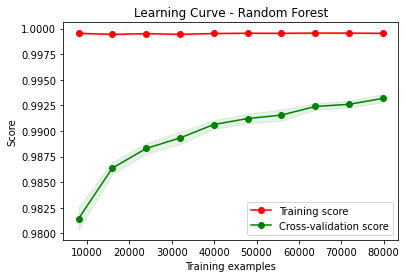 Learning Curve - Random Forest
1.0000
0.9975
0.9950
0.9925
0.9900
0.9875
0.9850
0.9825
0.9800
Score
Training score
Cross-validation score
10000 20000 30000 40000 50000 60000 70000 80000
Training examples